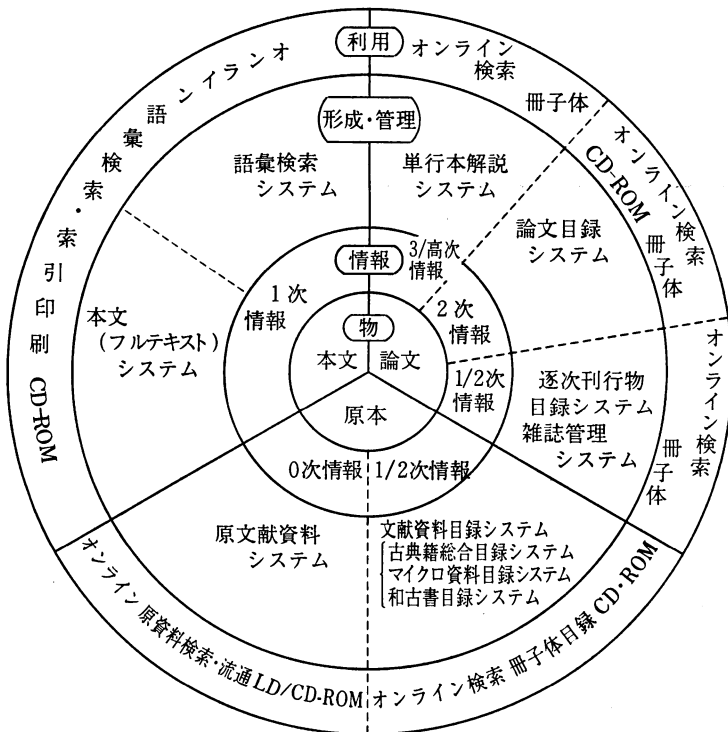 利用
オンライン
検索
冊子体
オンライン検索
CD-ROM 冊子体
オンライン検索
冊子体
オンライン検索 冊子体目録 CD・ROM
オンライン原資料検索・流通LD/CD-ROM
オンライン語彙検索・索引印刷 CD-ROM
形成・管理
語彙検索
システム
単行本解説
システム
論文目録
システム
逐次刊行物
目録システム
雑誌管理
システム
文献資料目録システム
古典籍総合目録システム
マイクロ資料目録システム
和古書目録システム
原文献資料
システム
本文
(フルテキスト)
システム
情報
3/高次
情報
2次
情報
1/2次
情報
1/2次情報
0次情報
1次
情報
物
本文
論文
原本